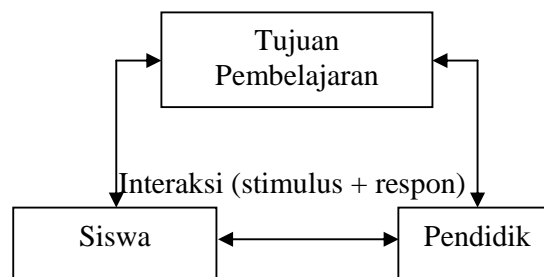 Tujuan
Pembelajaran
Interaksi (stimulus + respon)
Siswa
Pendidik